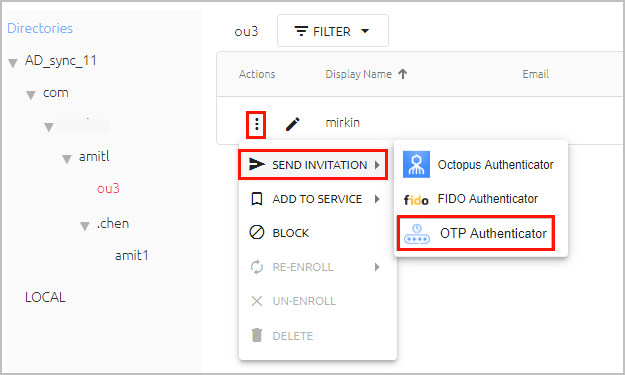 Directories
AD_sync_11
com
amitl
ou3
.chen
amit1
LOCAL
ou3 FILTER
Actions Display Name Email
mirkin
SEND INVITATION
ADD TO SERVICE
BLOCK
RE-ENROLL
UN-ENROLL
DELETE
Octopus Authenticator
fido FIDO Authenticator
OTP Authenticator